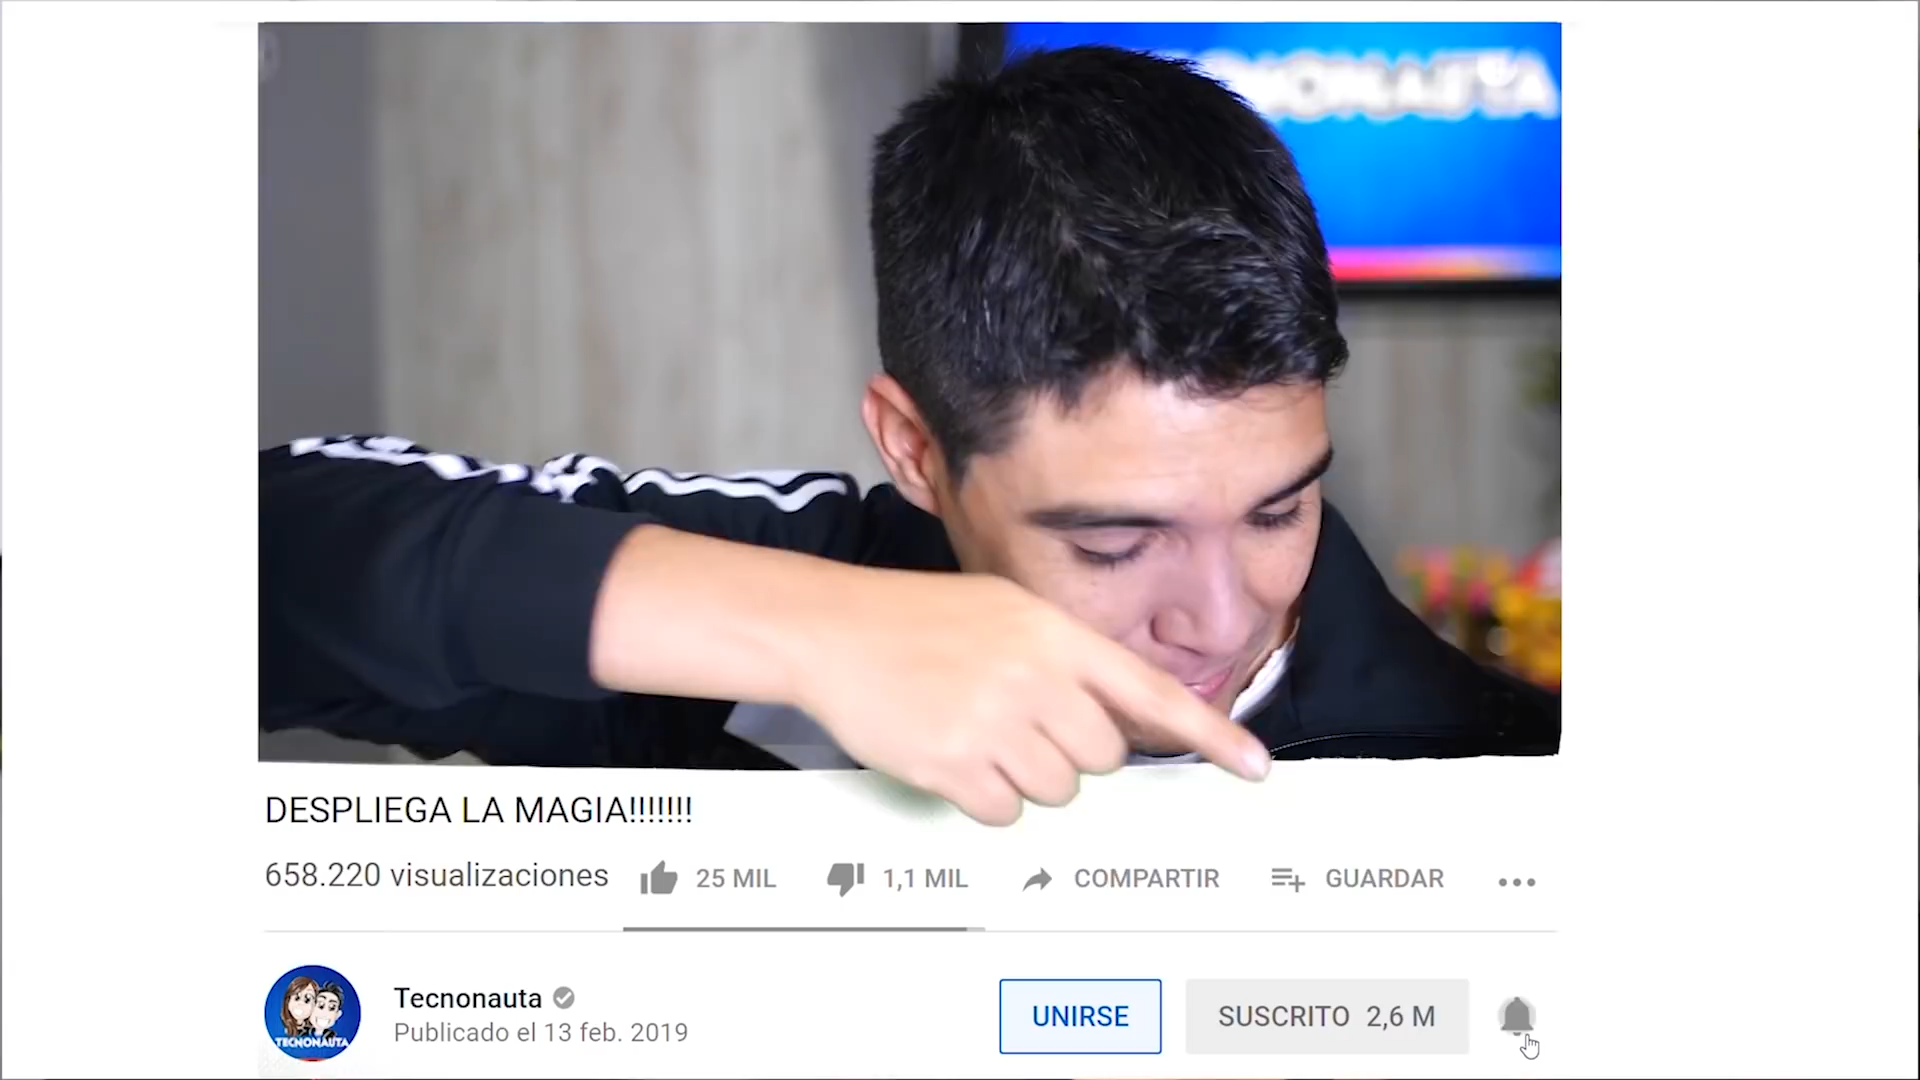 DESPLIEGA LA MAGIA!!!!!!!
658.220 visualizaciones 25 MIL 1,1 MIL COMPARTIR GUARDAR
Tecnonauta
Publicado el 13 feb. 2019
UNIRSE SUSCRITO 2,6 M
TECNONAUTA